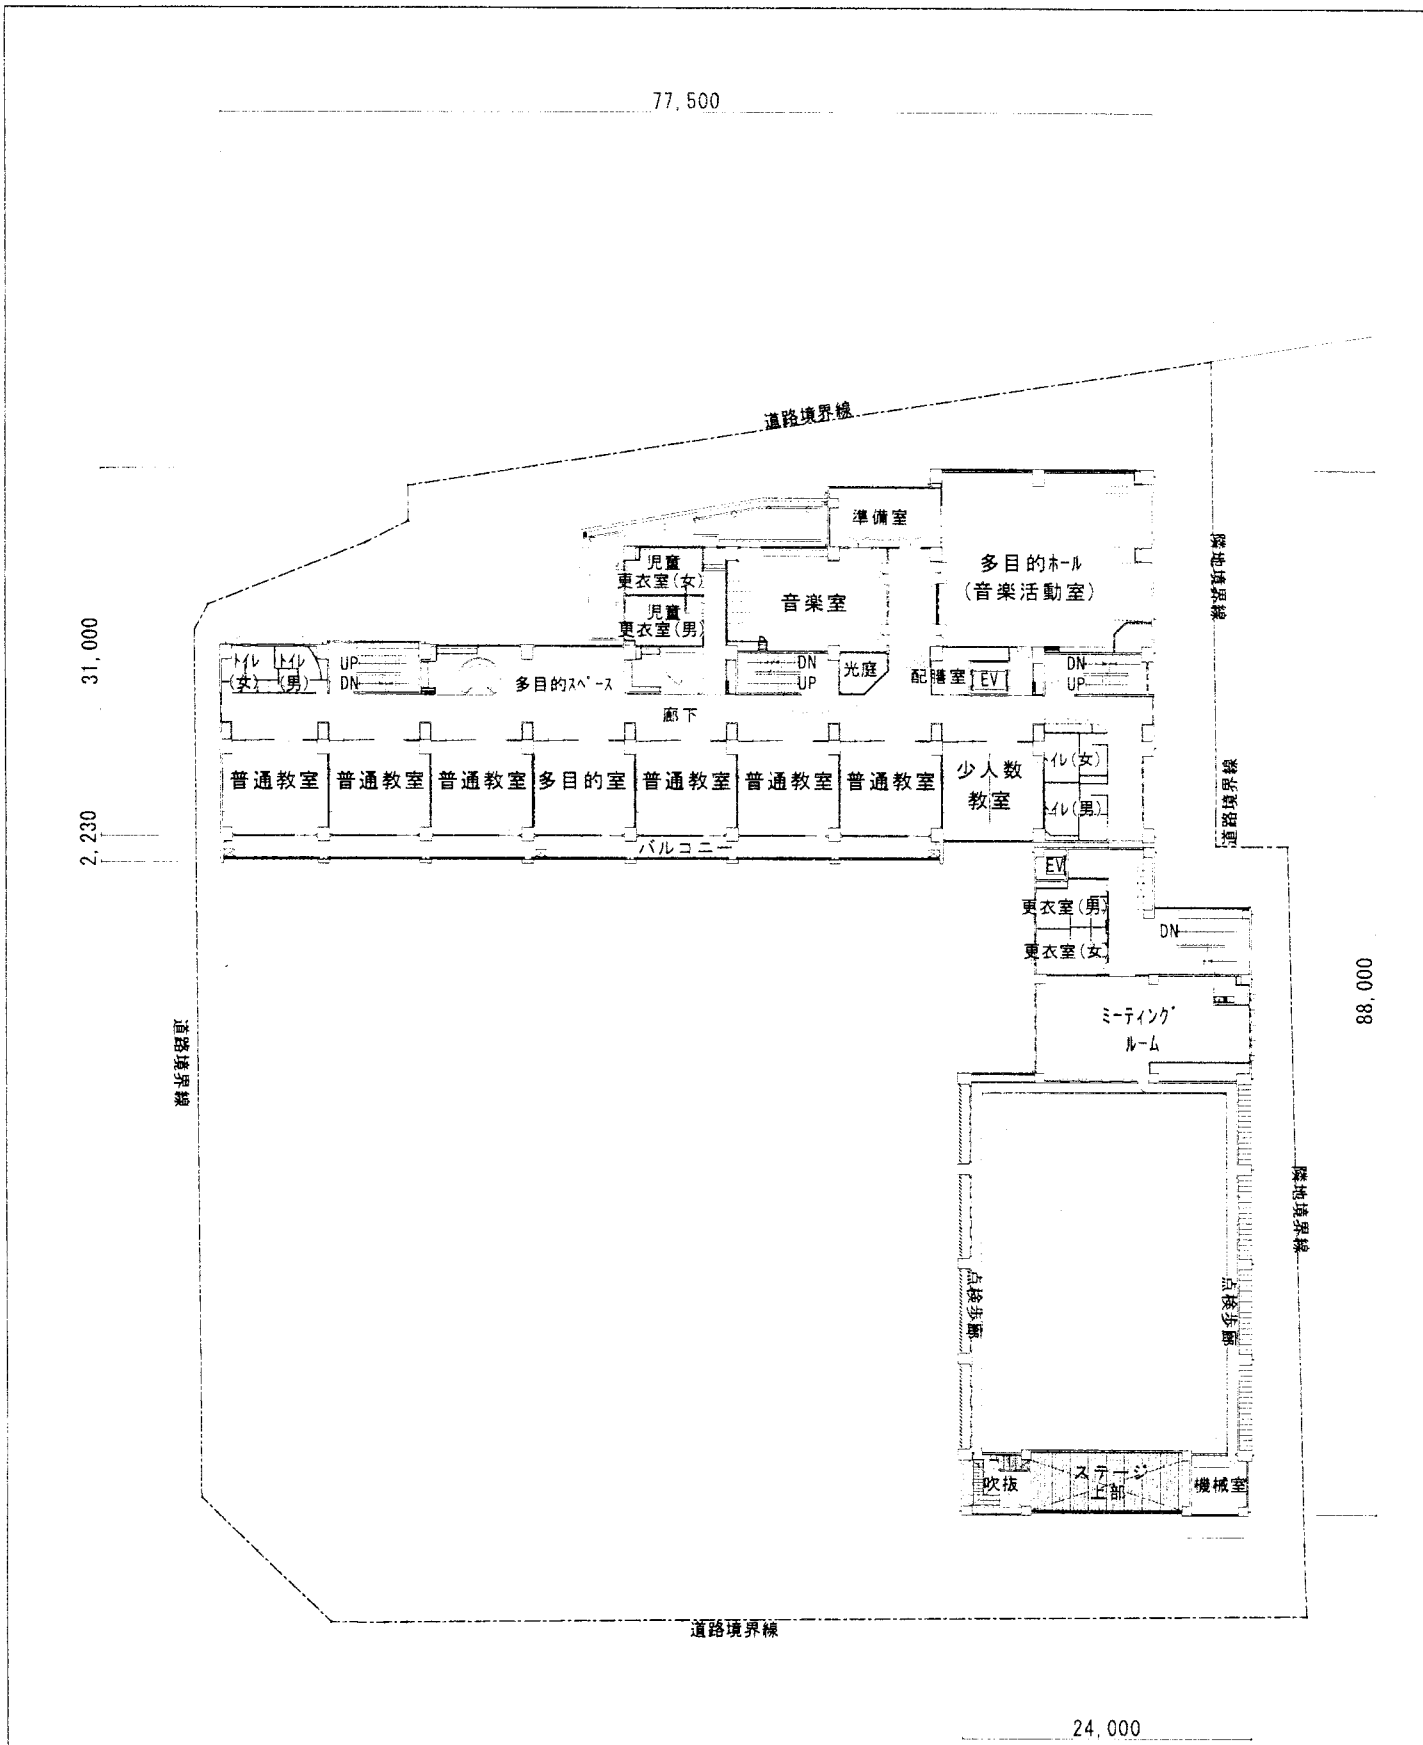 77,500
道路境界線
準備室
児童
更衣室(女)
多目的ホール
(音楽活動室)
隣地境界線
音楽室
児童
更衣室(男)
31,000
トイレ
(女)
トイレ
(男)
UP
DN
多目的スペース
DN
UP
光庭
配膳室
EV
DN
UP
廊下
普通教室
普通教室
普通教室
多目的室
普通教室
普通教室
普通教室
少人数
教室
トイレ(女)
トイレ(男)
道路境界線
2,230
バルコニー
EV
更衣室(男)
更衣室(女)
DN
88,000
道路境界線
ミーティング
ルーム
隣地境界線
点検歩廊
点検歩廊
吹抜
ステージ
上部
機械室
道路境界線
24,000